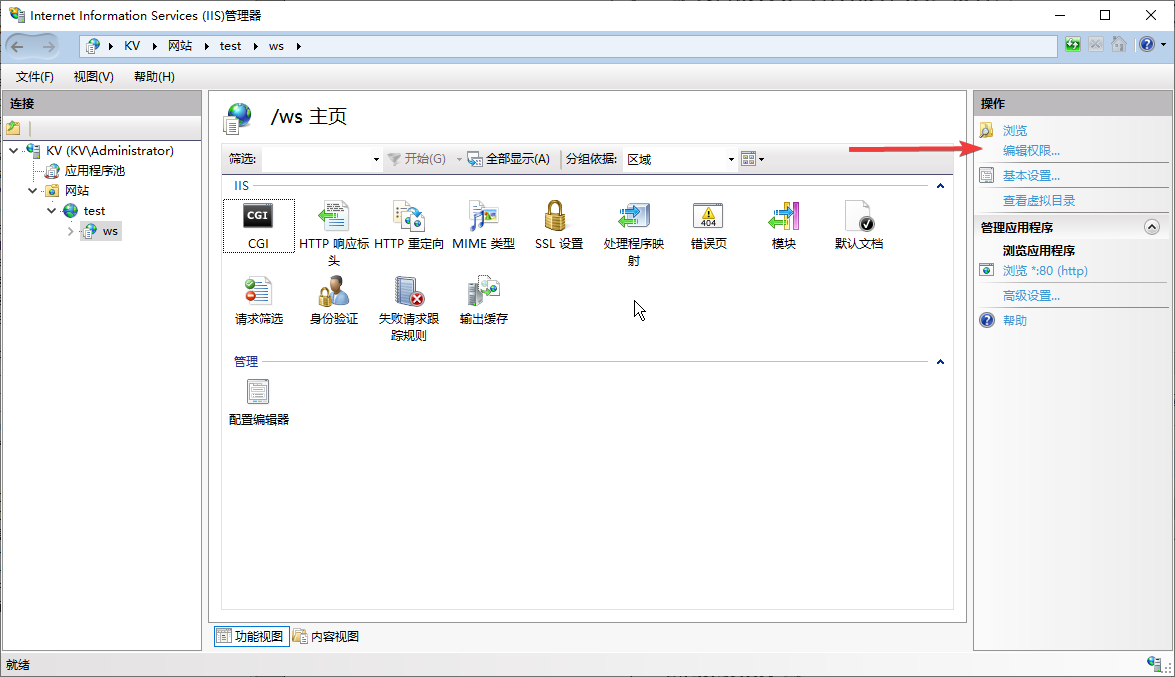 Internet Information Services (IIS)管理器
KV
网站
test
ws
文件(F)
视图(V)
帮助(H)
连接
KV (KV\Administrator)
应用程序池
网站
test
ws
/ws 主页
筛选:
开始(G)
全部显示(A)
分组依据:
区域
IIS
CGI
CGI
HTTP 响应标
头
HTTP 重定向
MIME 类型
SSL 设置
处理程序映
射
404
错误页
模块
默认文档
请求筛选
身份验证
失败请求跟
踪规则
输出缓存
管理
配置编辑器
功能视图
内容视图
操作
浏览
编辑权限...
基本设置...
查看虚拟目录
管理应用程序
浏览应用程序
浏览 *:80 (http)
高级设置...
帮助
就绪